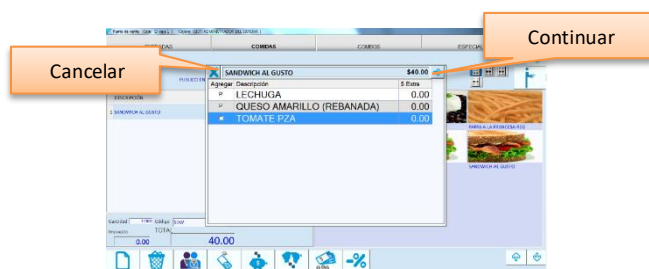 Continuar
Cancelar
COMIDAS
COMBOS
SANDWICH AL GUSTO $40.00
Agregar Descripción $ Extra
LECHUGA 0.00
QUESO AMARILLO (REBANADA) 0.00
TOMATE PZA 0.00
DESCRIPCIÓN
1 SANDWICH AL GUSTO
SANDWICH AL GUSTO
Cantidad Código
TOTAL
0.00 40.00